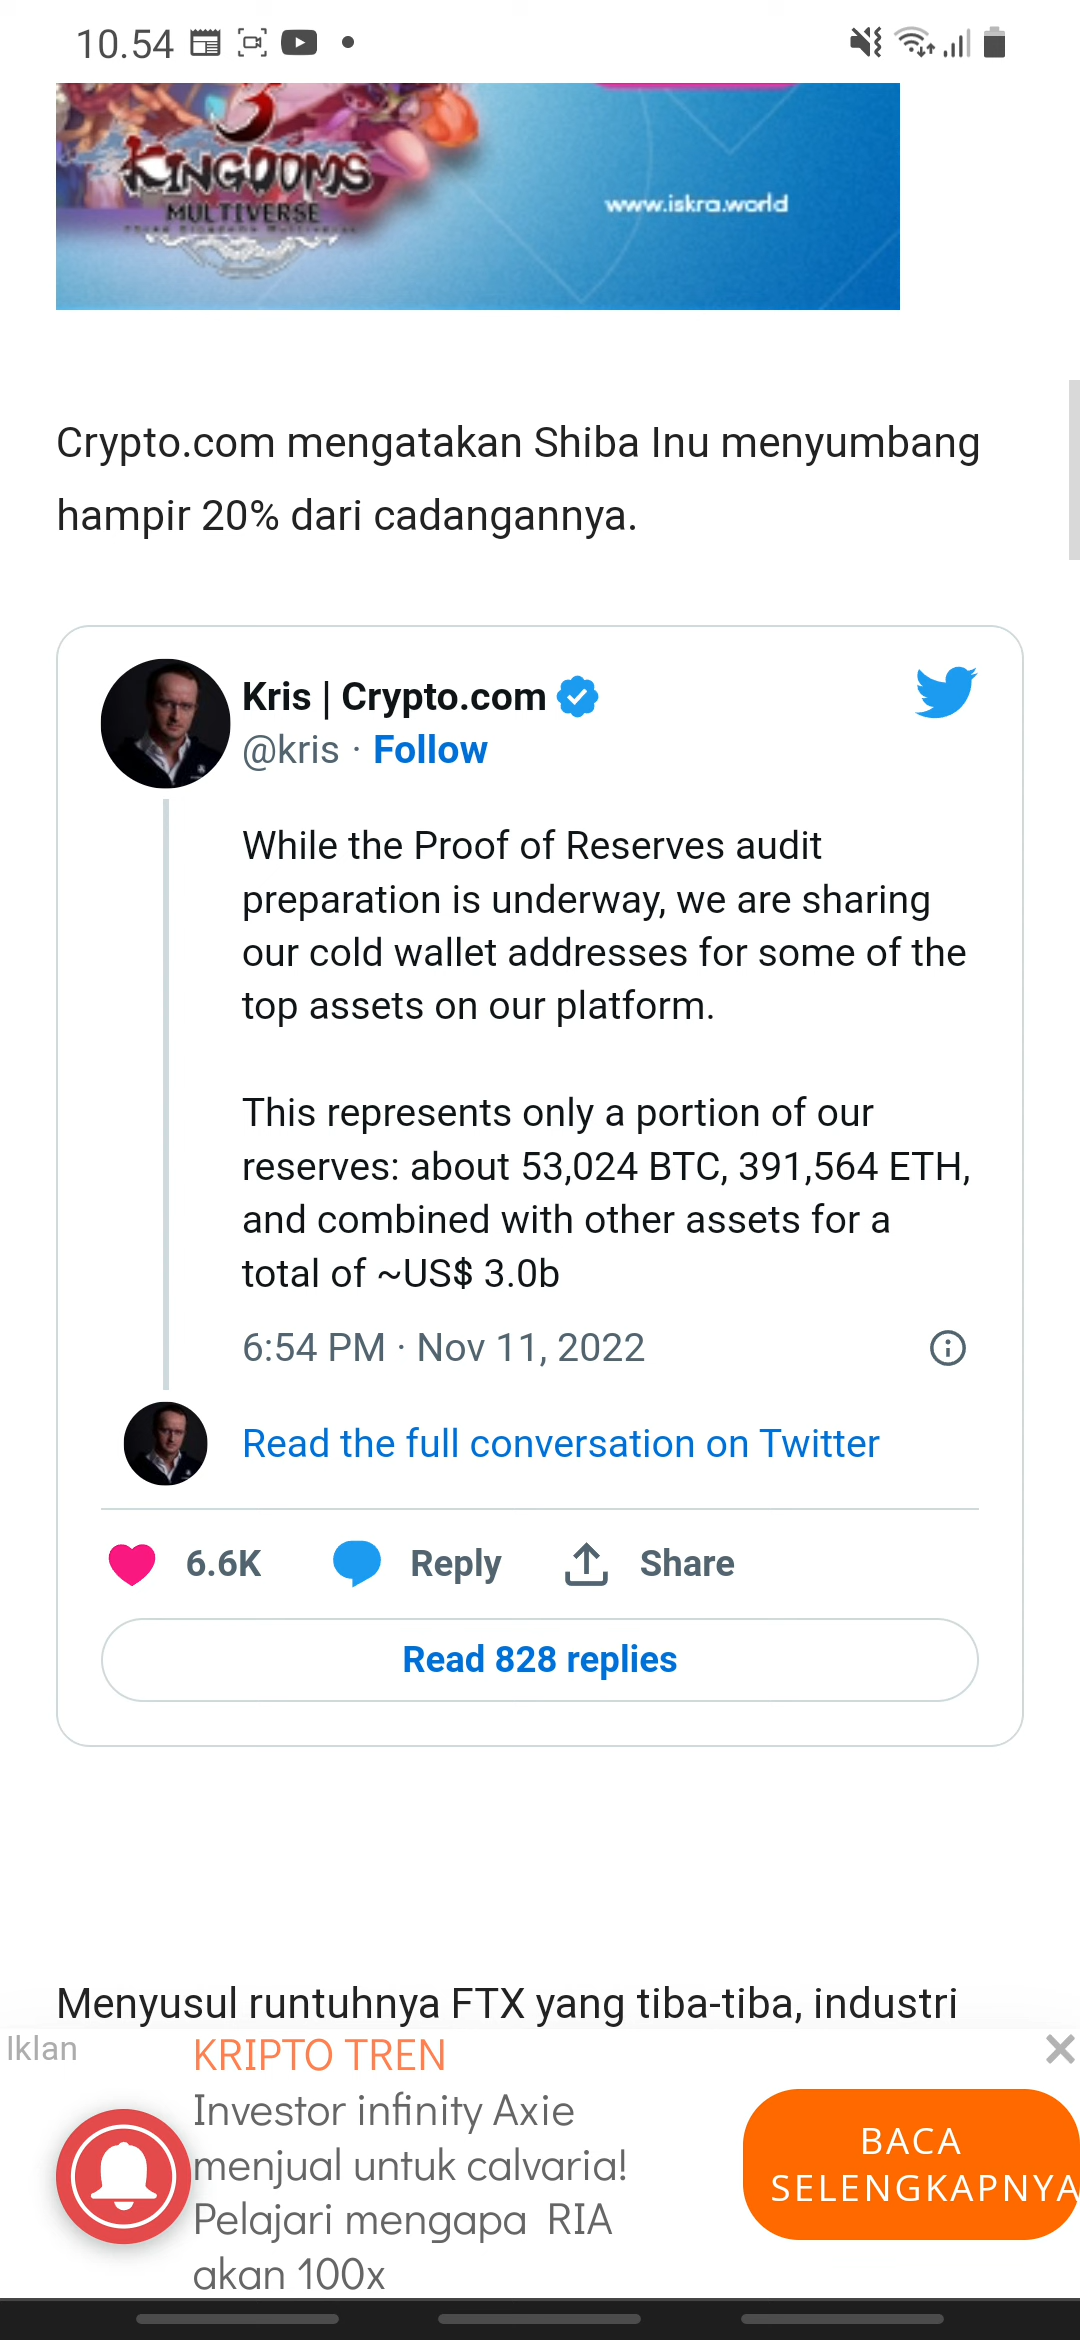 10.54
3
KINGDOMS
MULTIVERSE
www.iskra.world
Crypto.com mengatakan Shiba Inu menyumbang
hampir 20% dari cadangannya.
Kris | Crypto.com
@kris · Follow
While the Proof of Reserves audit
preparation is underway, we are sharing
our cold wallet addresses for some of the
top assets on our platform.
This represents only a portion of our
reserves: about 53,024 BTC, 391,564 ETH,
and combined with other assets for a
total of ~US$ 3.0b
6:54 PM · Nov 11, 2022
Read the full conversation on Twitter
6.6K Reply Share
Read 828 replies
Menyusul runtuhnya FTX yang tiba-tiba, industri
Iklan
KRIPTO TREN
Investor infinity Axie
menjual untuk calvaria!
Pelajari mengapa RIA
akan 100x
BACA
SELENGKAPNYA